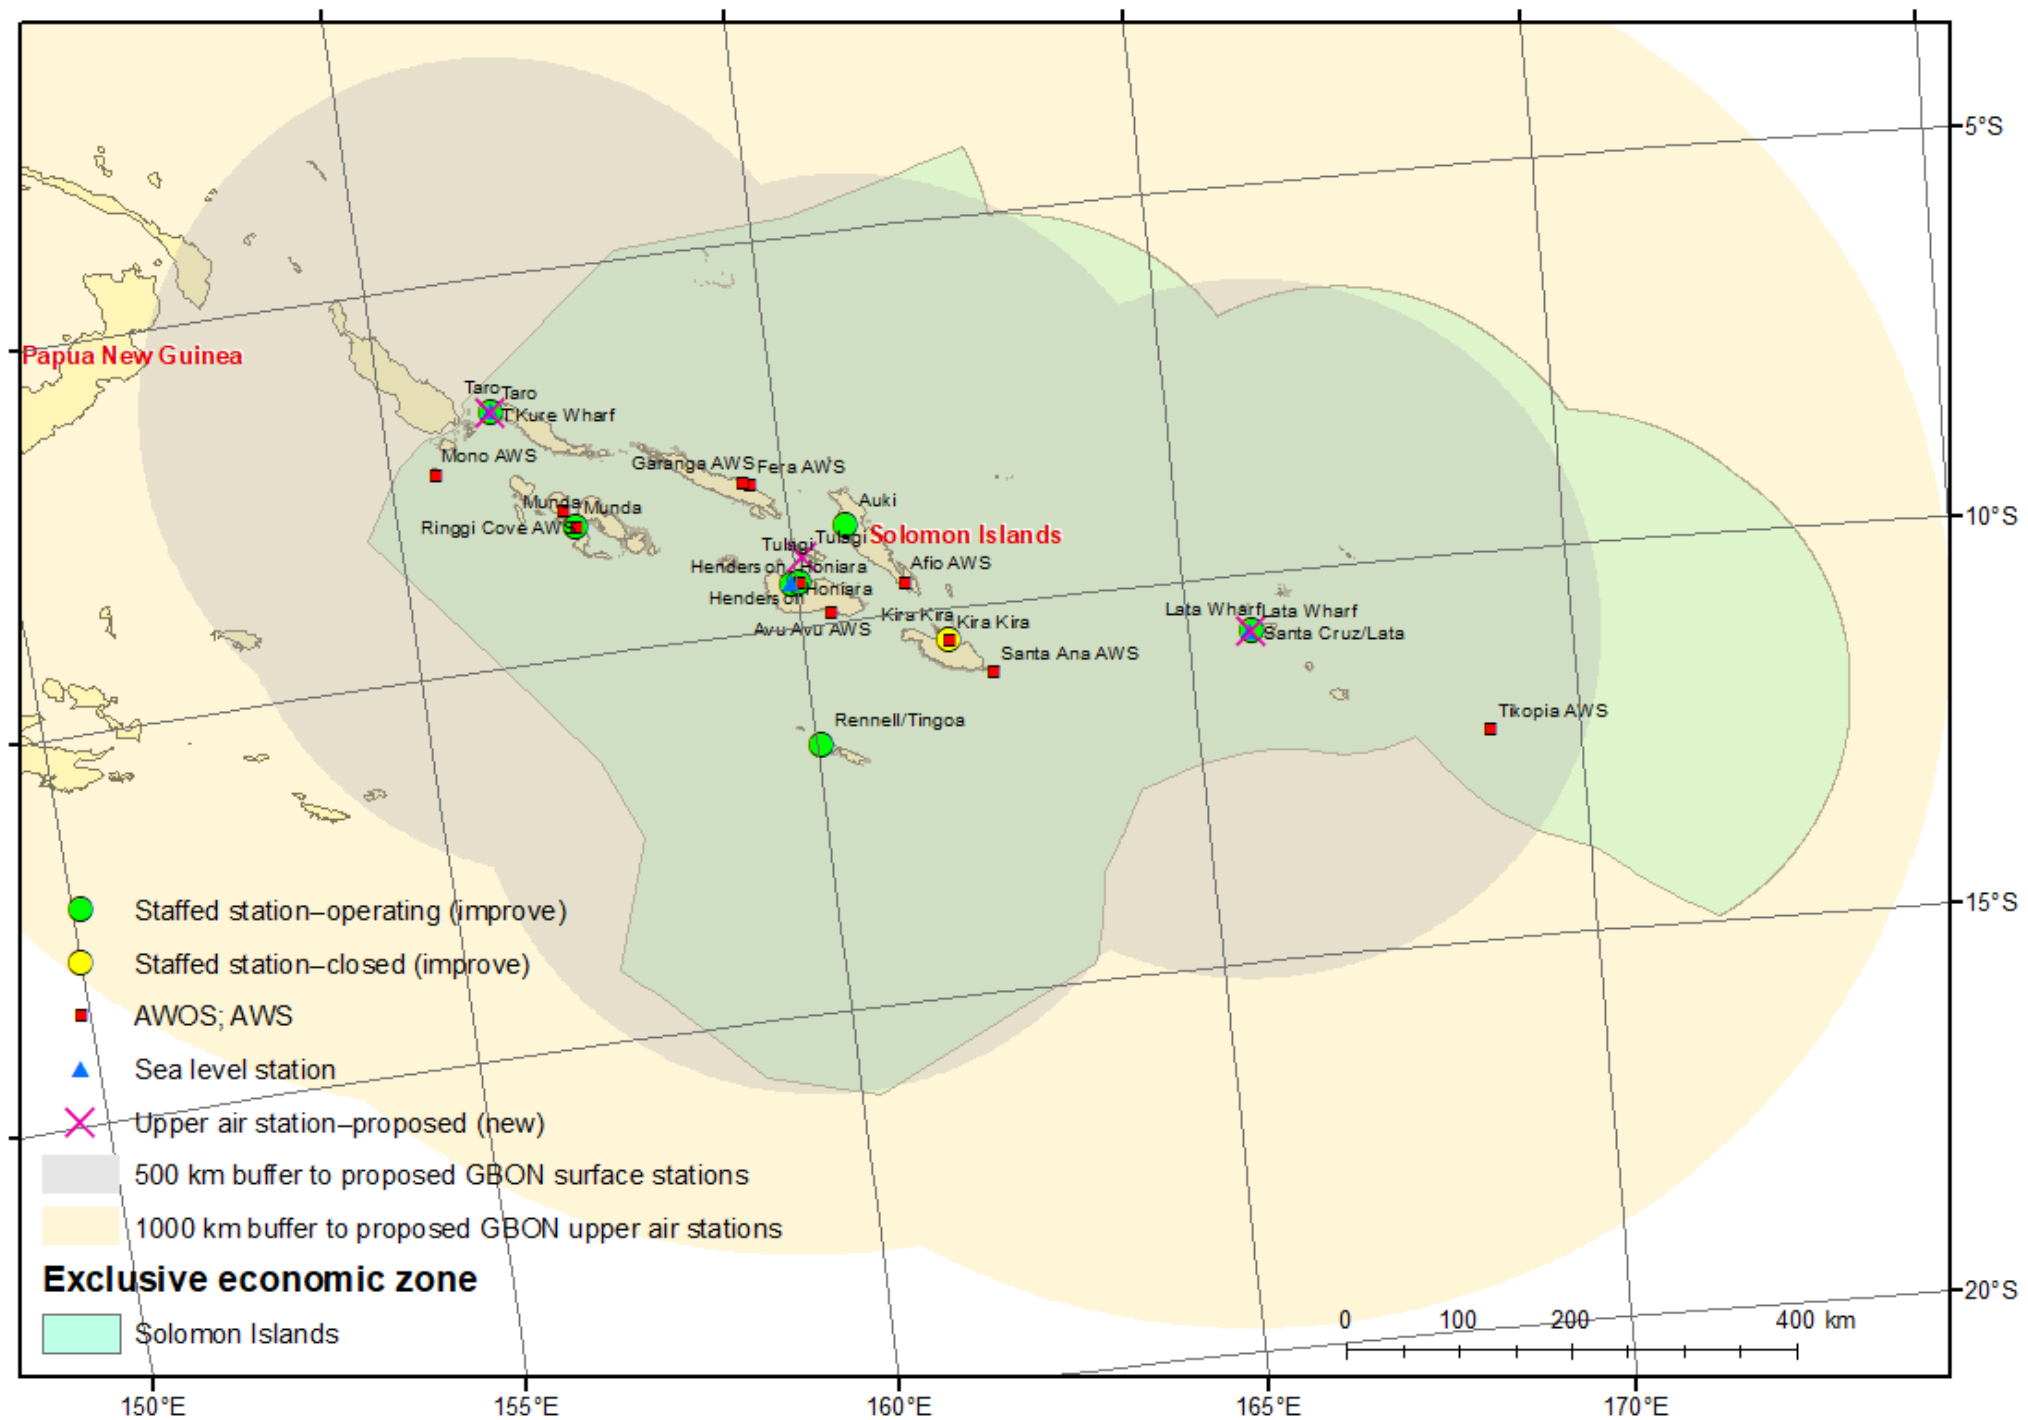 5°S
Papua New Guinea
Taro
Taro
T'Kure Wharf
Mono AWS
Garanga AWS
Fera AWS
Munda
Munda
Auki
10°S
Ringgi Cove AWS
Solomon Islands
Tulagi
Tulagi
Henderson
Honiara
Afio AWS
Honiara
Henderson
Kira Kira
Kira Kira
Lata Wharf
Lata Wharf
Avu Avu AWS
Santa Cruz/Lata
Santa Ana AWS
Tikopia AWS
Rennell/Tingoa
15°S
Staffed station–operating (improve)
Staffed station–closed (improve)
AWOS; AWS
Sea level station
Upper air station–proposed (new)
500 km buffer to proposed GBON surface stations
1000 km buffer to proposed GBON upper air stations
Exclusive economic zone
Solomon Islands
20°S
0 100 200 400 km
150°E 155°E 160°E 165°E 170°E